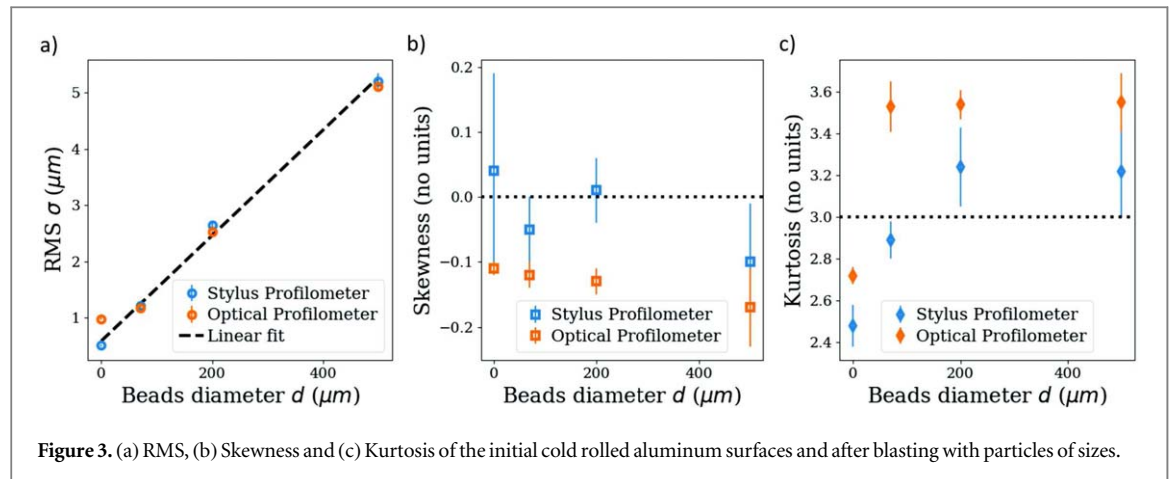 a)
RMS σ (μm)
5
4
3
2
1
Stylus Profilometer
Optical Profilometer
Linear fit
0 200 400
Beads diameter d (μm)
b)
Skewness (no units)
0.2
0.1
0.0
−0.1
−0.2
Stylus Profilometer
Optical Profilometer
0 200 400
Beads diameter d (μm)
c)
Kurtosis (no units)
3.6
3.4
3.2
3.0
2.8
2.6
2.4
Stylus Profilometer
Optical Profilometer
0 200 400
Beads diameter d (μm)
Figure 3. (a) RMS, (b) Skewness and (c) Kurtosis of the initial cold rolled aluminum surfaces and after blasting with particles of sizes.